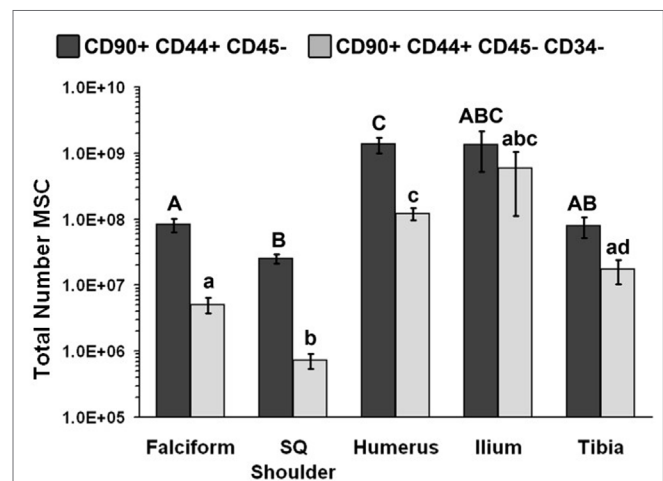 CD90+ CD44+ CD45- CD90+ CD44+ CD45- CD34-
Total Number MSC
1.0E+10
1.0E+09
1.0E+08
1.0E+07
1.0E+06
1.0E+05
A
a
B
b
C
c
ABC
abc
AB
ad
Falciform SQ Humerus Ilium Tibia
Shoulder